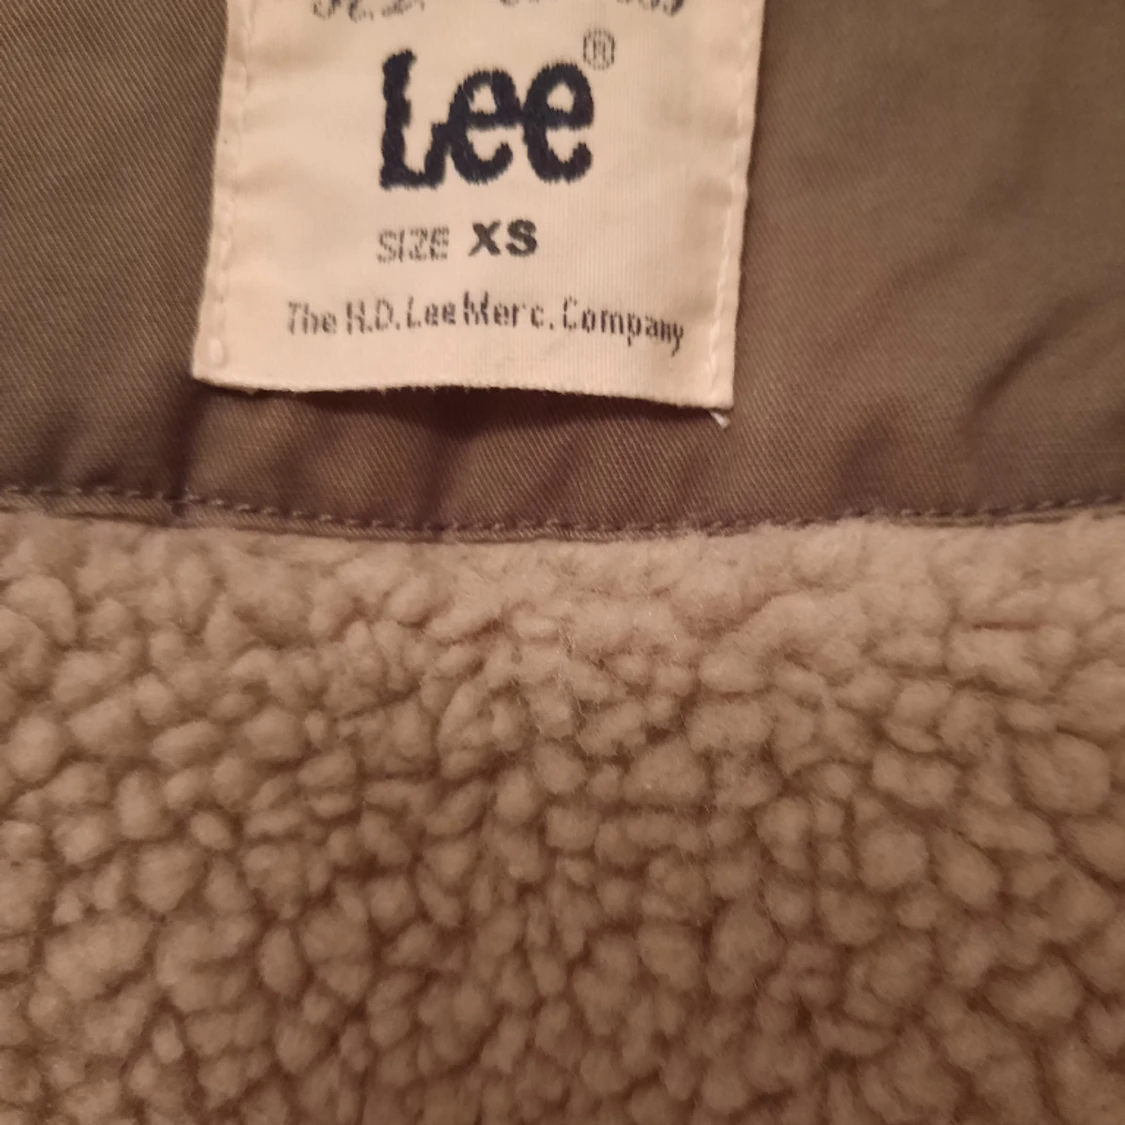 Lee®
SIZE XS
The H.D. Lee Merc. Company